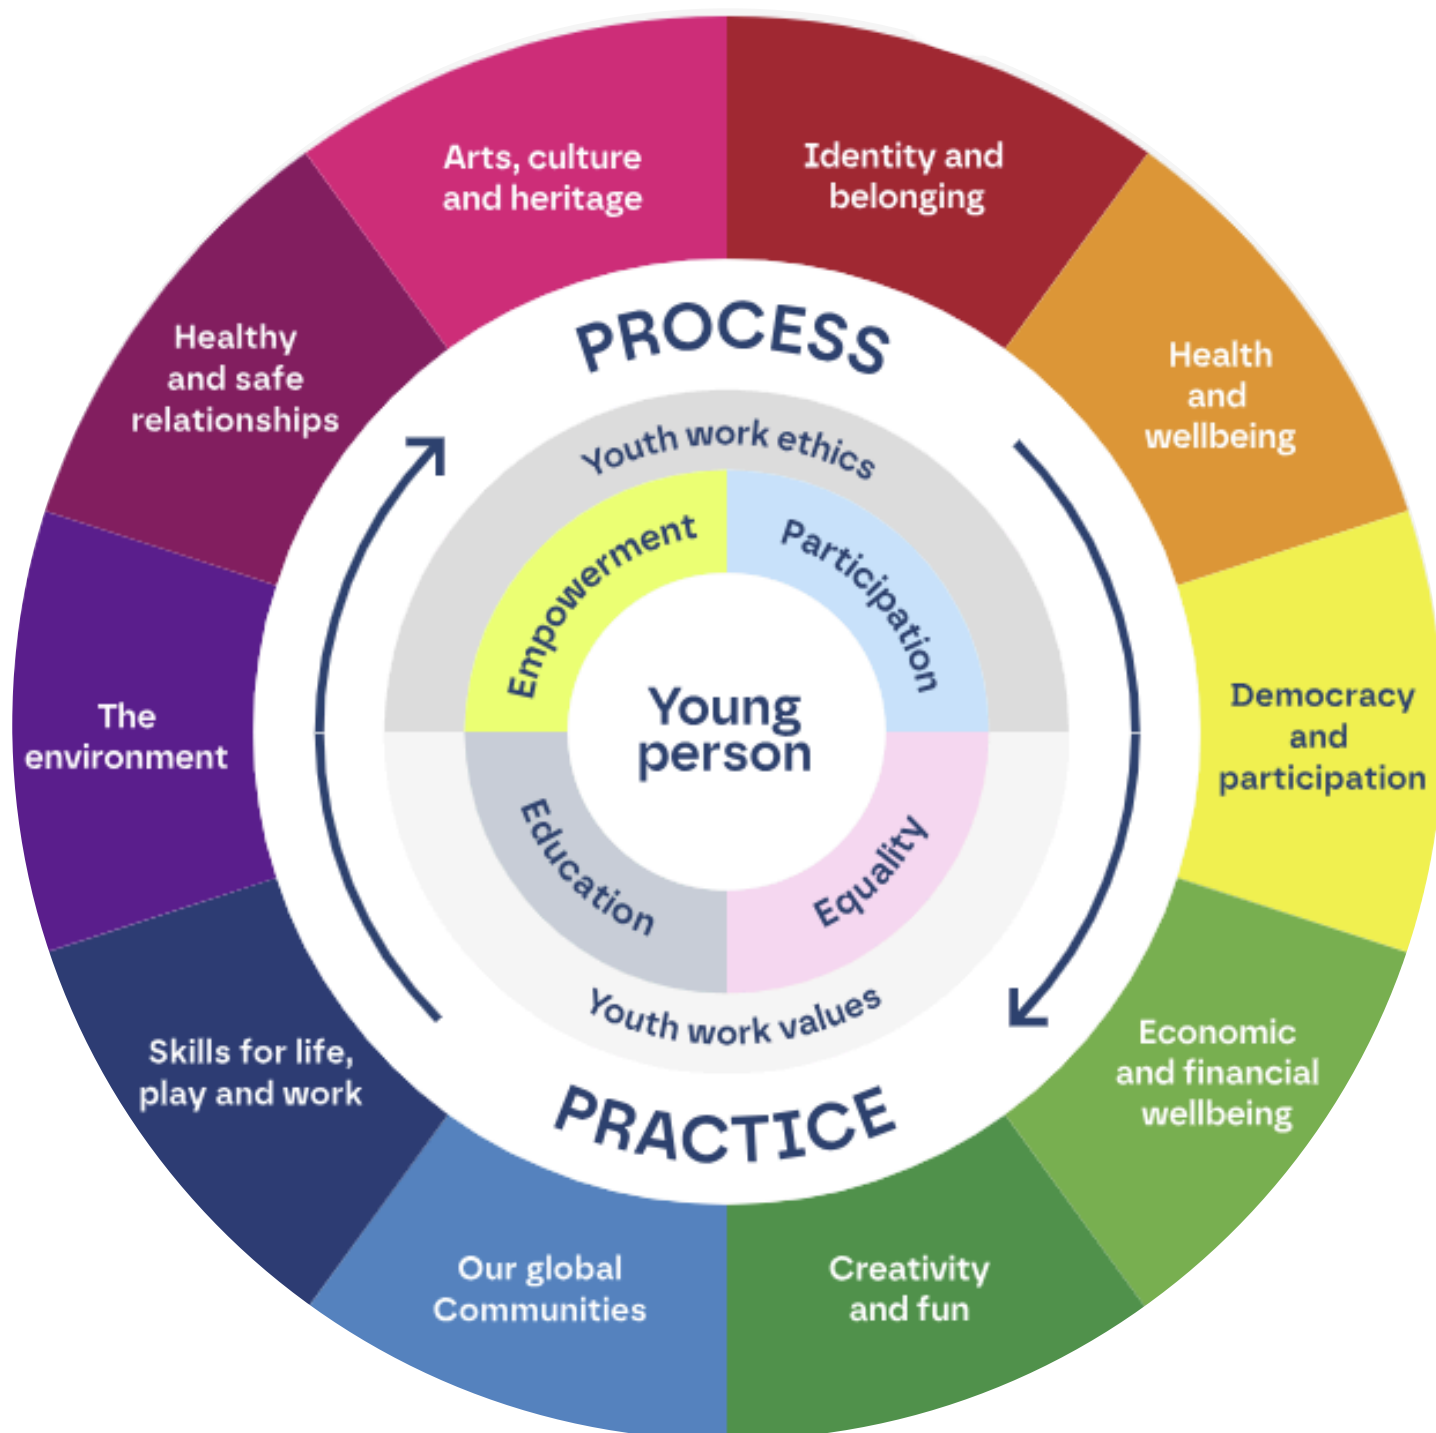 Arts, culture
and heritage
Identity and
belonging
Health
and
wellbeing
Democracy
and
participation
Economic
and financial
wellbeing
Creativity
and fun
Our global
Communities
Skills for life,
play and work
The
environment
Healthy
and safe
relationships
PROCESS
Youth work ethics
Empowerment
Participation
Young
person
Education
Equality
Youth work values
PRACTICE